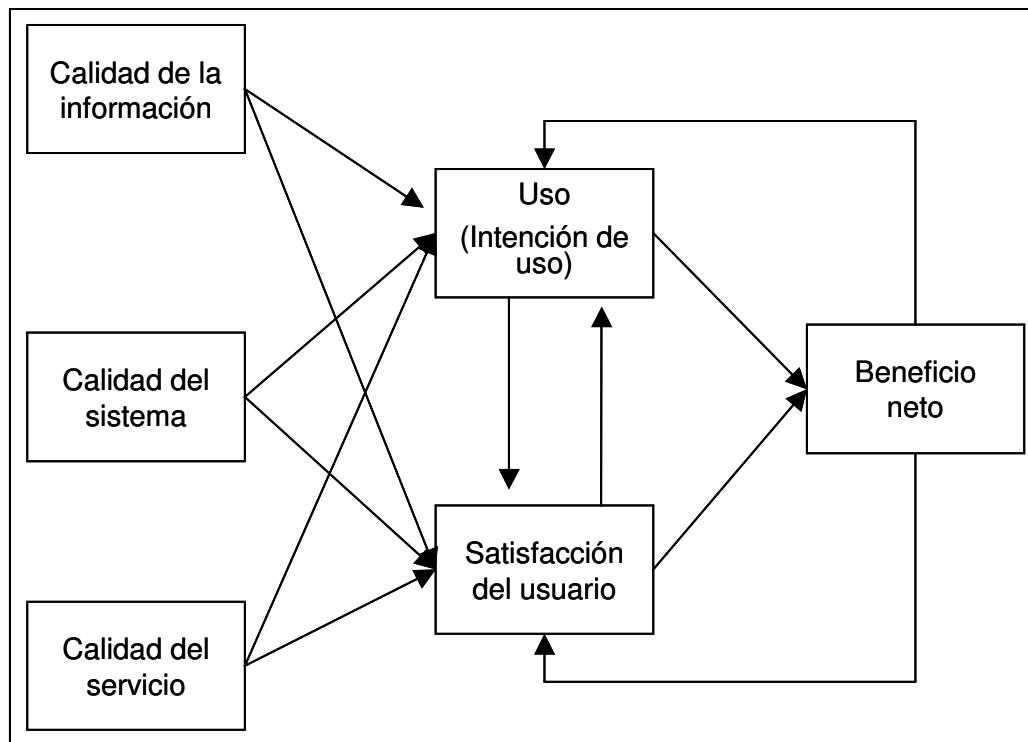 Calidad de la
información
Uso
(Intención de
uso)
Calidad del
sistema
Beneficio
neto
Satisfacción
del usuario
Calidad del
servicio